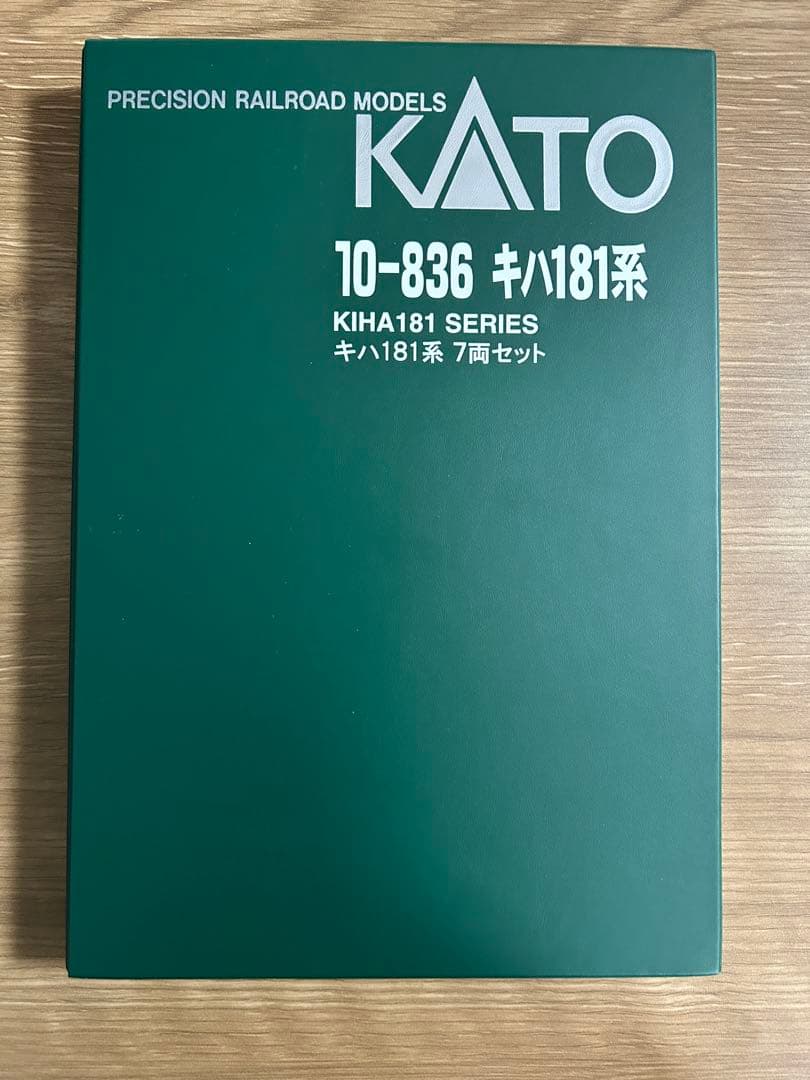 PRECISION RAILROAD MODELS
KATO
10-836 キハ181系
KIHA181 SERIES
キハ181系 7両セット